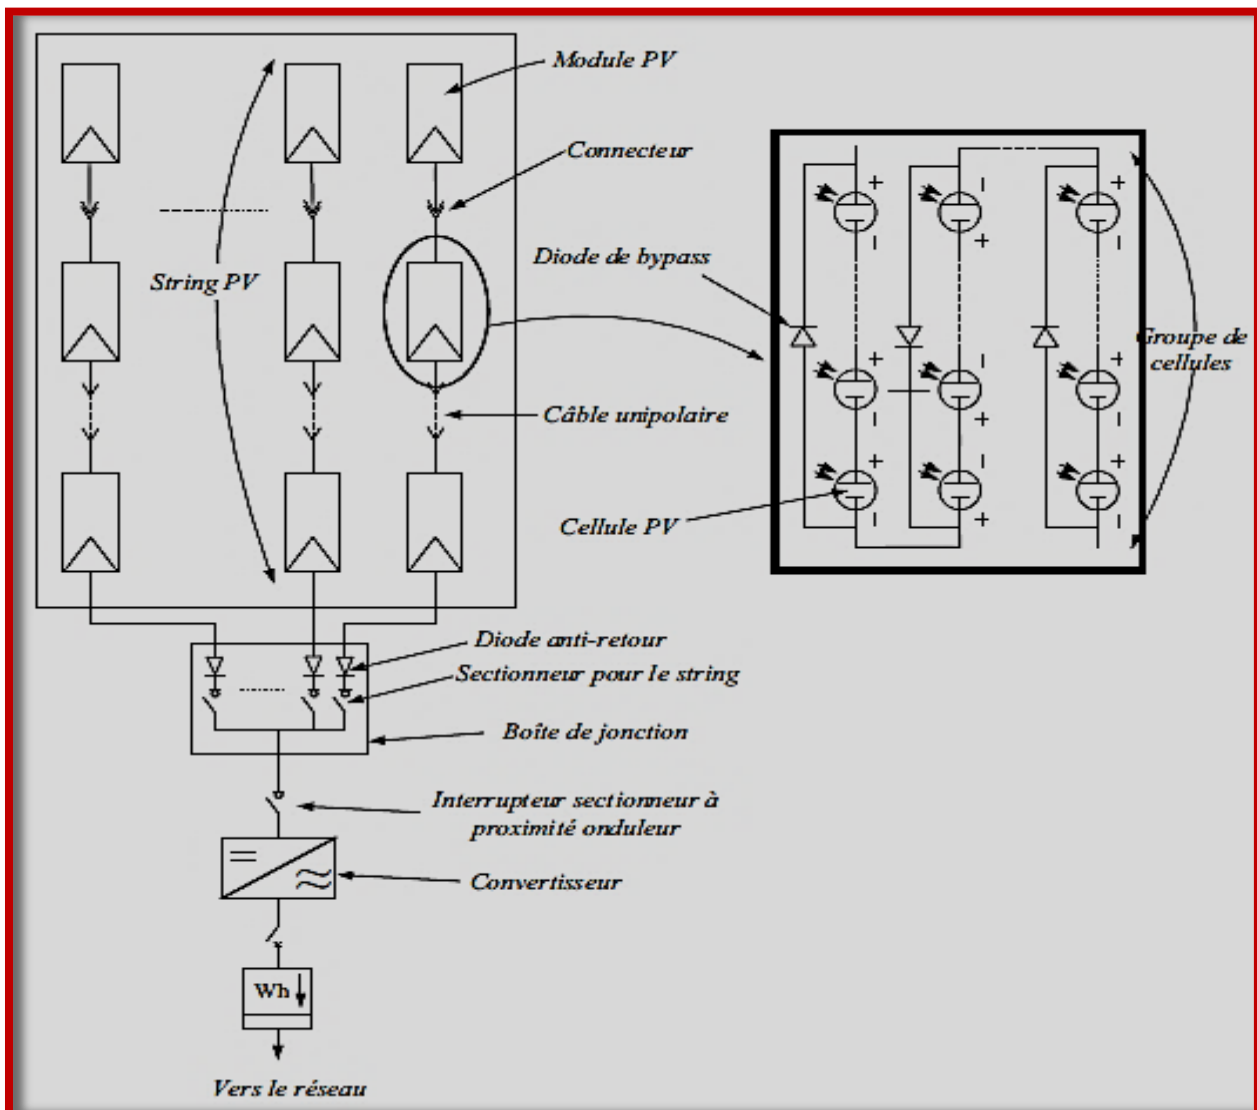 Module PV
Connecteur
String PV
Diode de bypass
Groupe de
cellules
Câble unipolaire
Cellule PV
Diode anti-retour
Sectionneur pour le string
Boîte de jonction
Interrupteur sectionneur à
proximité onduleur
Convertisseur
Wh
Vers le réseau